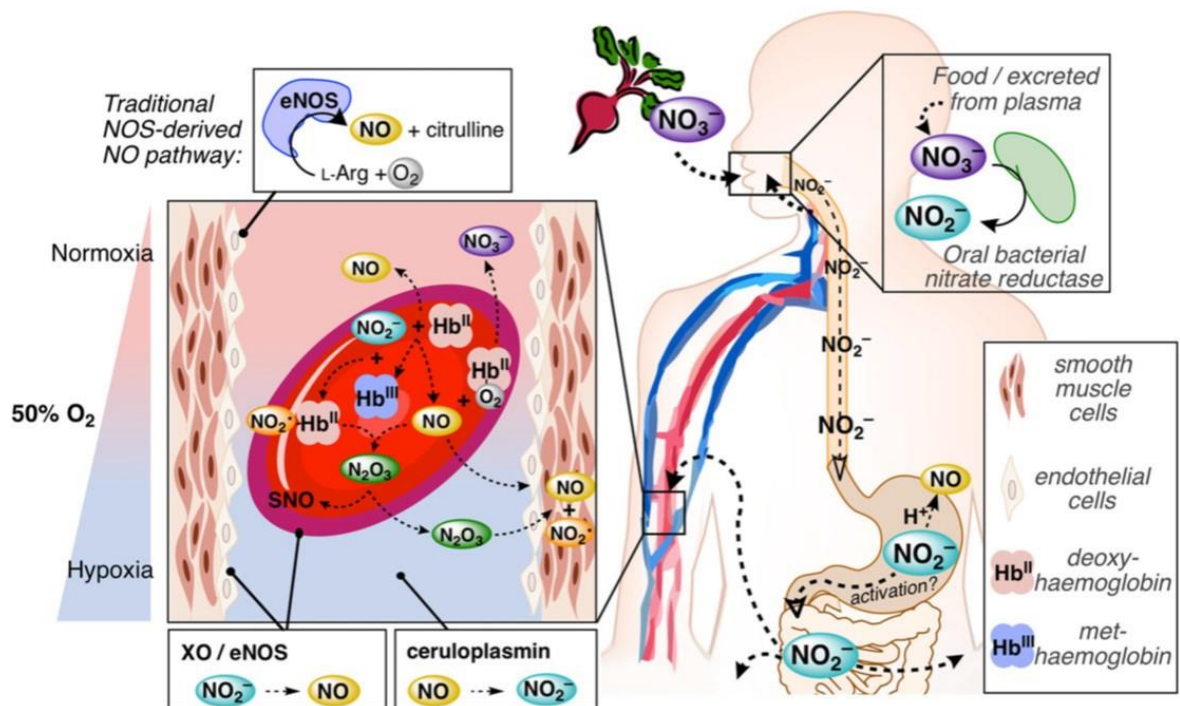 Traditional
NOS-derived
NO pathway:
eNOS
NO + citrulline
L-Arg + O₂
NO₃⁻
Food / excreted
from plasma
NO₃⁻
NO₂⁻
Oral bacterial
nitrate reductase
NO₂⁻
NO₂⁻
NO₂⁻
NO₂⁻
Normoxia
50% O₂
Hypoxia
NO
NO₃⁻
NO₂⁻ + Hbᴵᴵ
+
Hbᴵᴵᴵ
Hbᴵᴵ
+ O₂
NO₂·
Hbᴵᴵ
NO
N₂O₃
SNO
N₂O₃
NO
+
NO₂·
XO / eNOS
NO₂⁻ NO
ceruloplasmin
NO NO₂⁻
NO
H⁺
NO₂⁻
activation?
NO₂⁻
smooth
muscle
cells
endothelial
cells
Hbᴵᴵ deoxy-
haemoglobin
Hbᴵᴵᴵ met-
haemoglobin